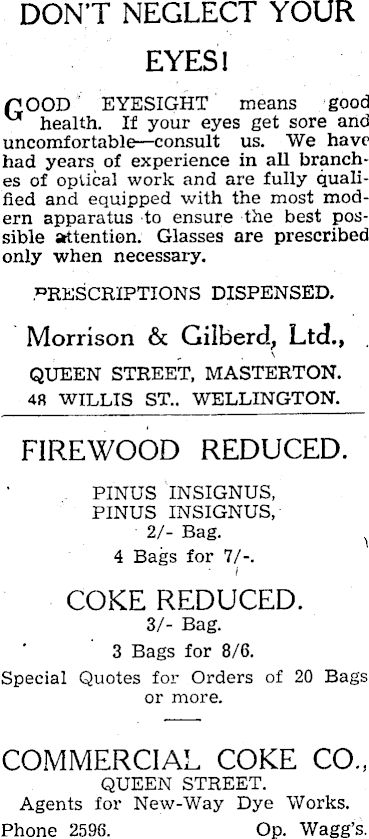 DON'T NEGLECT YOUR
EYES!
GOOD EYESIGHT means good
health. If your eyes get sore and
uncomfortable—consult us. We have
had years of experience in all branch-
es of optical work and are fully quali-
fied and equipped with the most mod-
ern apparatus to ensure the best pos-
sible attention. Glasses are prescribed
only when necessary.
PRESCRIPTIONS DISPENSED.
Morrison & Gilberd, Ltd.,
QUEEN STREET, MASTERTON.
48 WILLIS ST.. WELLINGTON.
FIREWOOD REDUCED.
PINUS INSIGNUS,
PINUS INSIGNUS,
2/- Bag.
4 Bags for 7/-.
COKE REDUCED.
3/- Bag.
3 Bags for 8/6.
Special Quotes for Orders of 20 Bags
or more.
COMMERCIAL COKE CO.,
QUEEN STREET.
Agents for New-Way Dye Works.
Phone 2596. Op. Wagg's.